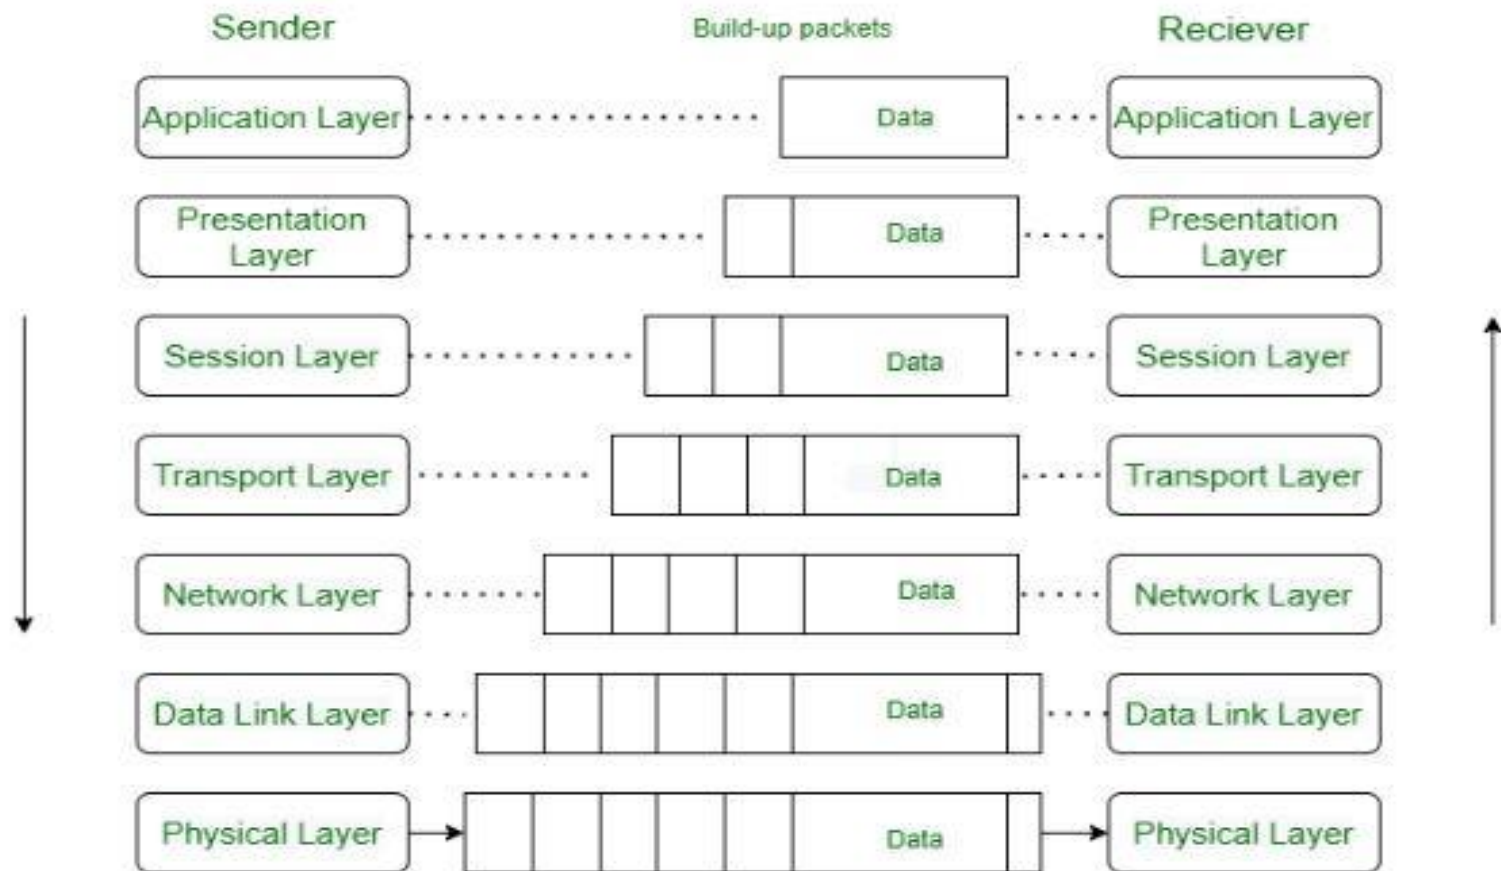 Sender Build-up packets Reciever
Application Layer Data Application Layer
Presentation
Layer Data Presentation
Layer
Session Layer Data Session Layer
Transport Layer Data Transport Layer
Network Layer Data Network Layer
Data Link Layer Data Data Link Layer
Physical Layer Data Physical Layer